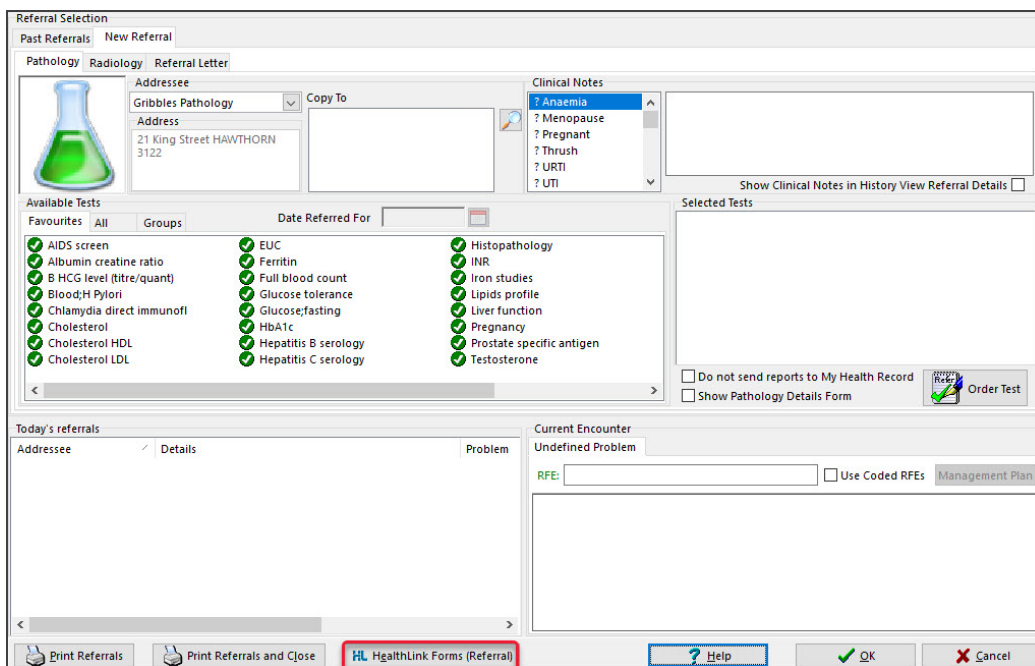 Referral Selection
Past Referrals New Referral
Pathology Radiology Referral Letter
Addressee
Gribbles Pathology
Address
21 King Street HAWTHORN
3122
Copy To
Clinical Notes
? Anaemia
? Menopause
? Pregnant
? Thrush
? URTI
? UTI
Show Clinical Notes in History View Referral Details
Available Tests
Favourites All Groups
Date Referred For
AIDS screen
Albumin creatine ratio
B HCG level (titre/quant)
Blood;H Pylori
Chlamydia direct immunofl
Cholesterol
Cholesterol HDL
Cholesterol LDL
EUC
Ferritin
Full blood count
Glucose tolerance
Glucose;fasting
HbA1c
Hepatitis B serology
Hepatitis C serology
Histopathology
INR
Iron studies
Lipids profile
Liver function
Pregnancy
Prostate specific antigen
Testosterone
Selected Tests
Do not send reports to My Health Record
Show Pathology Details Form
Refer
Order Test
Today's referrals
Addressee Details Problem
Current Encounter
Undefined Problem
RFE: Use Coded RFEs Management Plan
Print Referrals Print Referrals and Close HL HealthLink Forms (Referral) ? Help OK Cancel